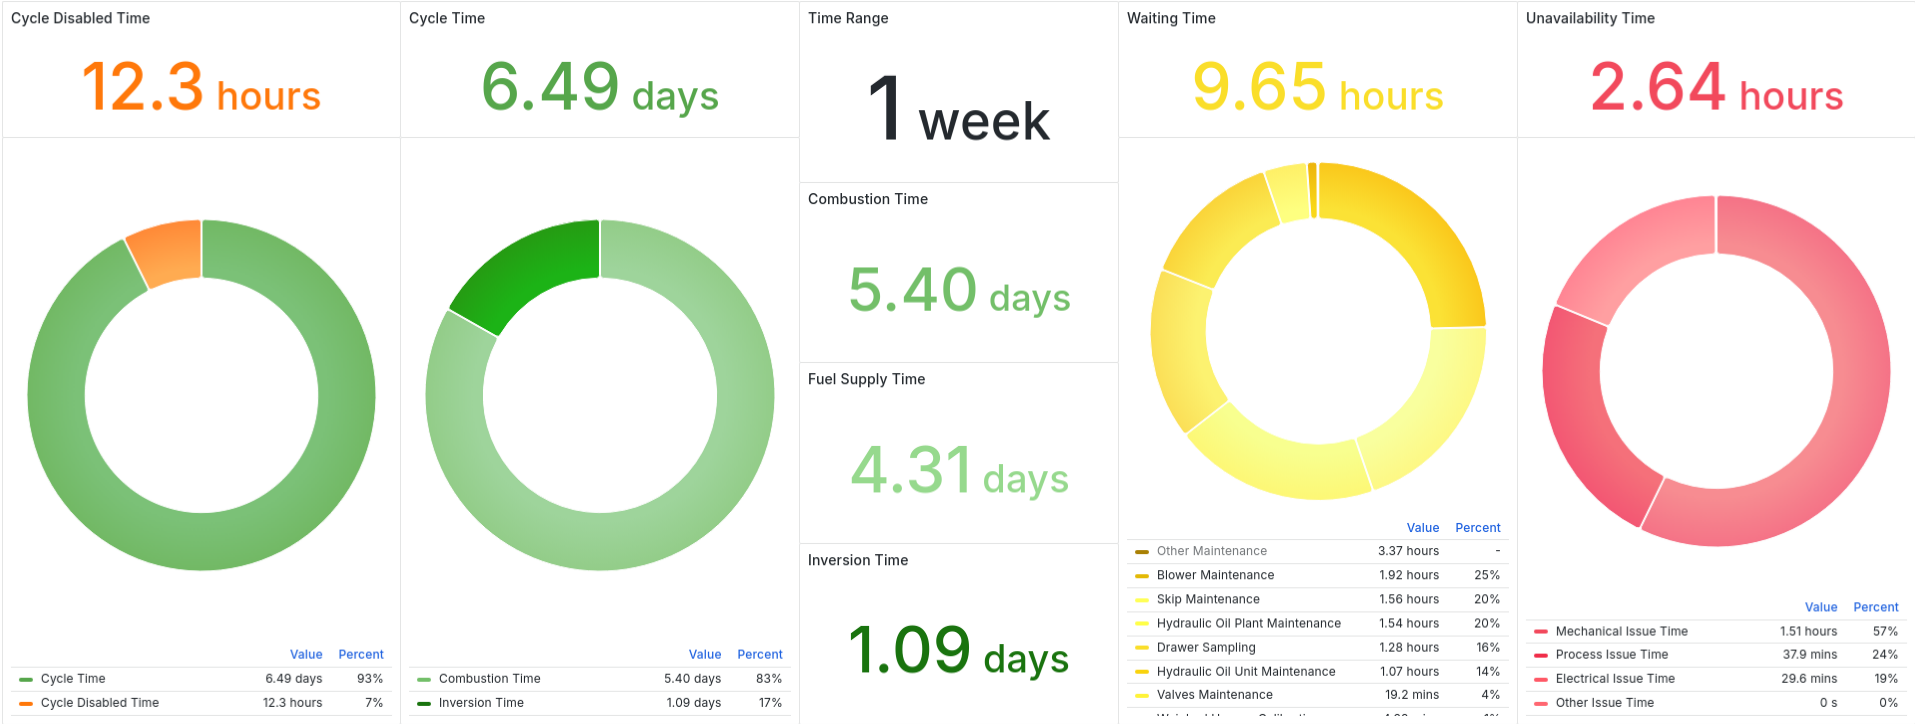 Cycle Disabled Time
12.3 hours
Value Percent
Cycle Time 6.49 days 93%
Cycle Disabled Time 12.3 hours 7%
Cycle Time
6.49 days
Value Percent
Combustion Time 5.40 days 83%
Inversion Time 1.09 days 17%
Time Range
1 week
Combustion Time
5.40 days
Fuel Supply Time
4.31 days
Inversion Time
1.09 days
Waiting Time
9.65 hours
Value Percent
Other Maintenance 3.37 hours -
Blower Maintenance 1.92 hours 25%
Skip Maintenance 1.56 hours 20%
Hydraulic Oil Plant Maintenance 1.54 hours 20%
Drawer Sampling 1.28 hours 16%
Hydraulic Oil Unit Maintenance 1.07 hours 14%
Valves Maintenance 19.2 mins 4%
Unavailability Time
2.64 hours
Value Percent
Mechanical Issue Time 1.51 hours 57%
Process Issue Time 37.9 mins 24%
Electrical Issue Time 29.6 mins 19%
Other Issue Time 0 s 0%